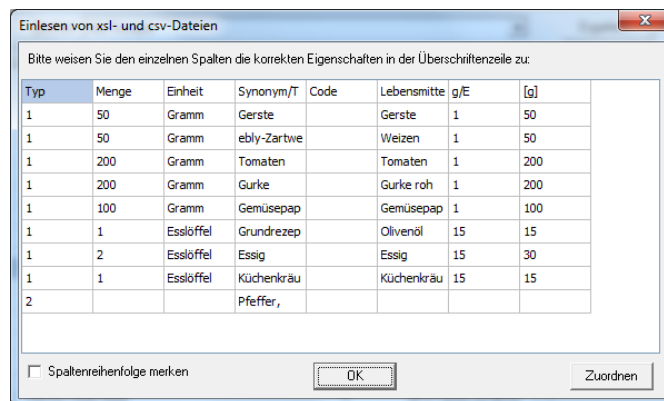 Einlesen von xsl- und csv-Dateien
Bitte weisen Sie den einzelnen Spalten die korrekten Eigenschaften in der Überschriftenzeile zu:
Typ Menge Einheit Synonym/T Code Lebensmitte g/E [g]
1 50 Gramm Gerste Gerste 1 50
1 50 Gramm ebly-Zartwe Weizen 1 50
1 200 Gramm Tomaten Tomaten 1 200
1 200 Gramm Gurke Gurke roh 1 200
1 100 Gramm Gemüsepap Gemüsepap 1 100
1 1 Esslöffel Grundrezep Olivenöl 15 15
1 2 Esslöffel Essig Essig 15 30
1 1 Esslöffel Küchenkräu Küchenkräu 15 15
2 Pfeffer,
Spaltenreihenfolge merken OK Zuordnen